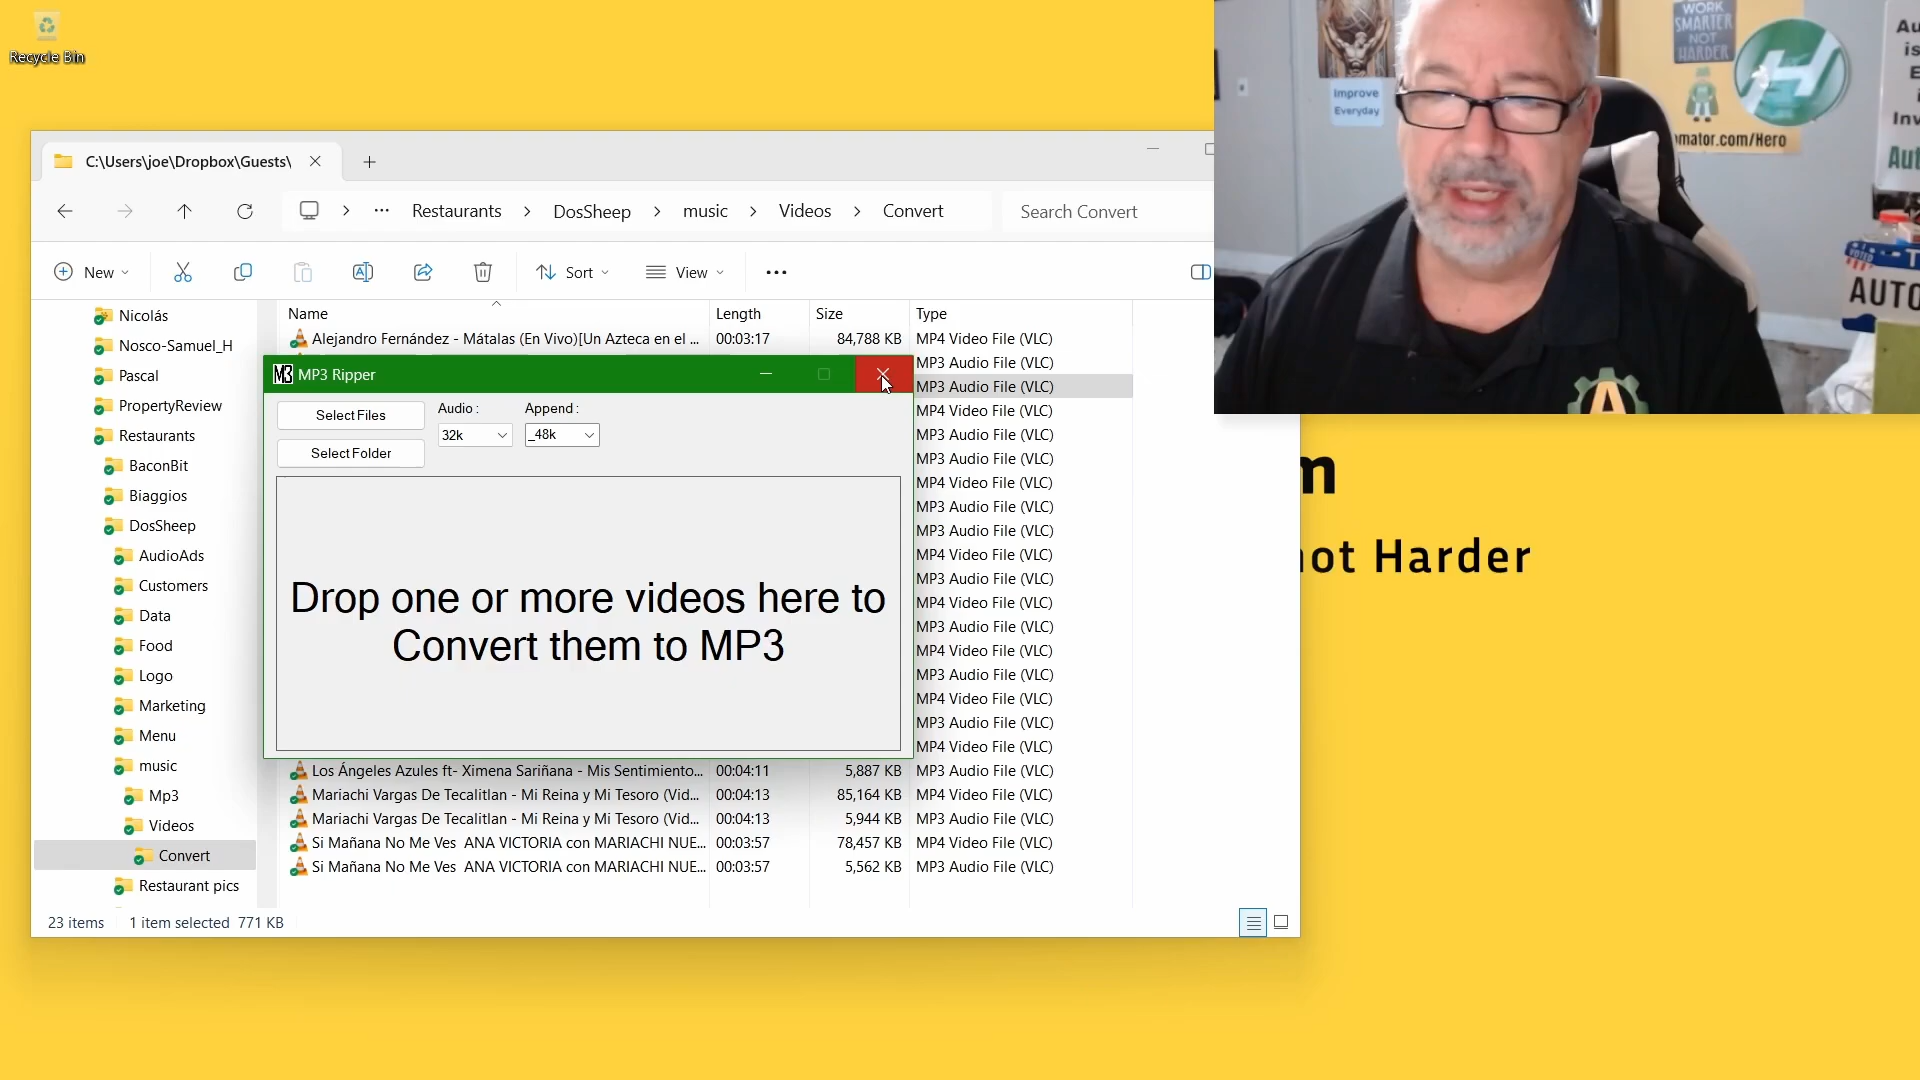 Recycle Bin
WORK
SMARTER
NOT
HARDER
Improve
Everyday
mator.com/Hero
Au
is
E
is
Inv
Aut
VOTED
AUTO
A
C:\Users\joe\Dropbox\Guests\
Restaurants > DosSheep > music > Videos > Convert
Search Convert
New
Sort
View
Name Length Size Type
Nicolás
Nosco-Samuel_H
Pascal
PropertyReview
Restaurants
BaconBit
Biaggios
DosSheep
AudioAds
Customers
Data
Food
Logo
Marketing
Menu
music
Mp3
Videos
Convert
Restaurant pics
Alejandro Fernández - Mátalas (En Vivo)[Un Azteca en el ... 00:03:17 84,788 KB MP4 Video File (VLC)
MP3 Audio File (VLC)
MP3 Audio File (VLC)
MP4 Video File (VLC)
MP3 Audio File (VLC)
MP3 Audio File (VLC)
MP4 Video File (VLC)
MP3 Audio File (VLC)
MP3 Audio File (VLC)
MP4 Video File (VLC)
MP3 Audio File (VLC)
MP4 Video File (VLC)
MP3 Audio File (VLC)
MP4 Video File (VLC)
MP3 Audio File (VLC)
MP4 Video File (VLC)
MP3 Audio File (VLC)
MP4 Video File (VLC)
Los Ángeles Azules ft- Ximena Sariñana - Mis Sentimiento... 00:04:11 5,887 KB MP3 Audio File (VLC)
Mariachi Vargas De Tecalitlan - Mi Reina y Mi Tesoro (Vid... 00:04:13 85,164 KB MP4 Video File (VLC)
Mariachi Vargas De Tecalitlan - Mi Reina y Mi Tesoro (Vid... 00:04:13 5,944 KB MP3 Audio File (VLC)
Si Mañana No Me Ves ANA VICTORIA con MARIACHI NUE... 00:03:57 78,457 KB MP4 Video File (VLC)
Si Mañana No Me Ves ANA VICTORIA con MARIACHI NUE... 00:03:57 5,562 KB MP3 Audio File (VLC)
M3 MP3 Ripper
Select Files
Select Folder
Audio : Append :
32k _48k
Drop one or more videos here to
Convert them to MP3
23 items 1 item selected 771 KB
m
not Harder